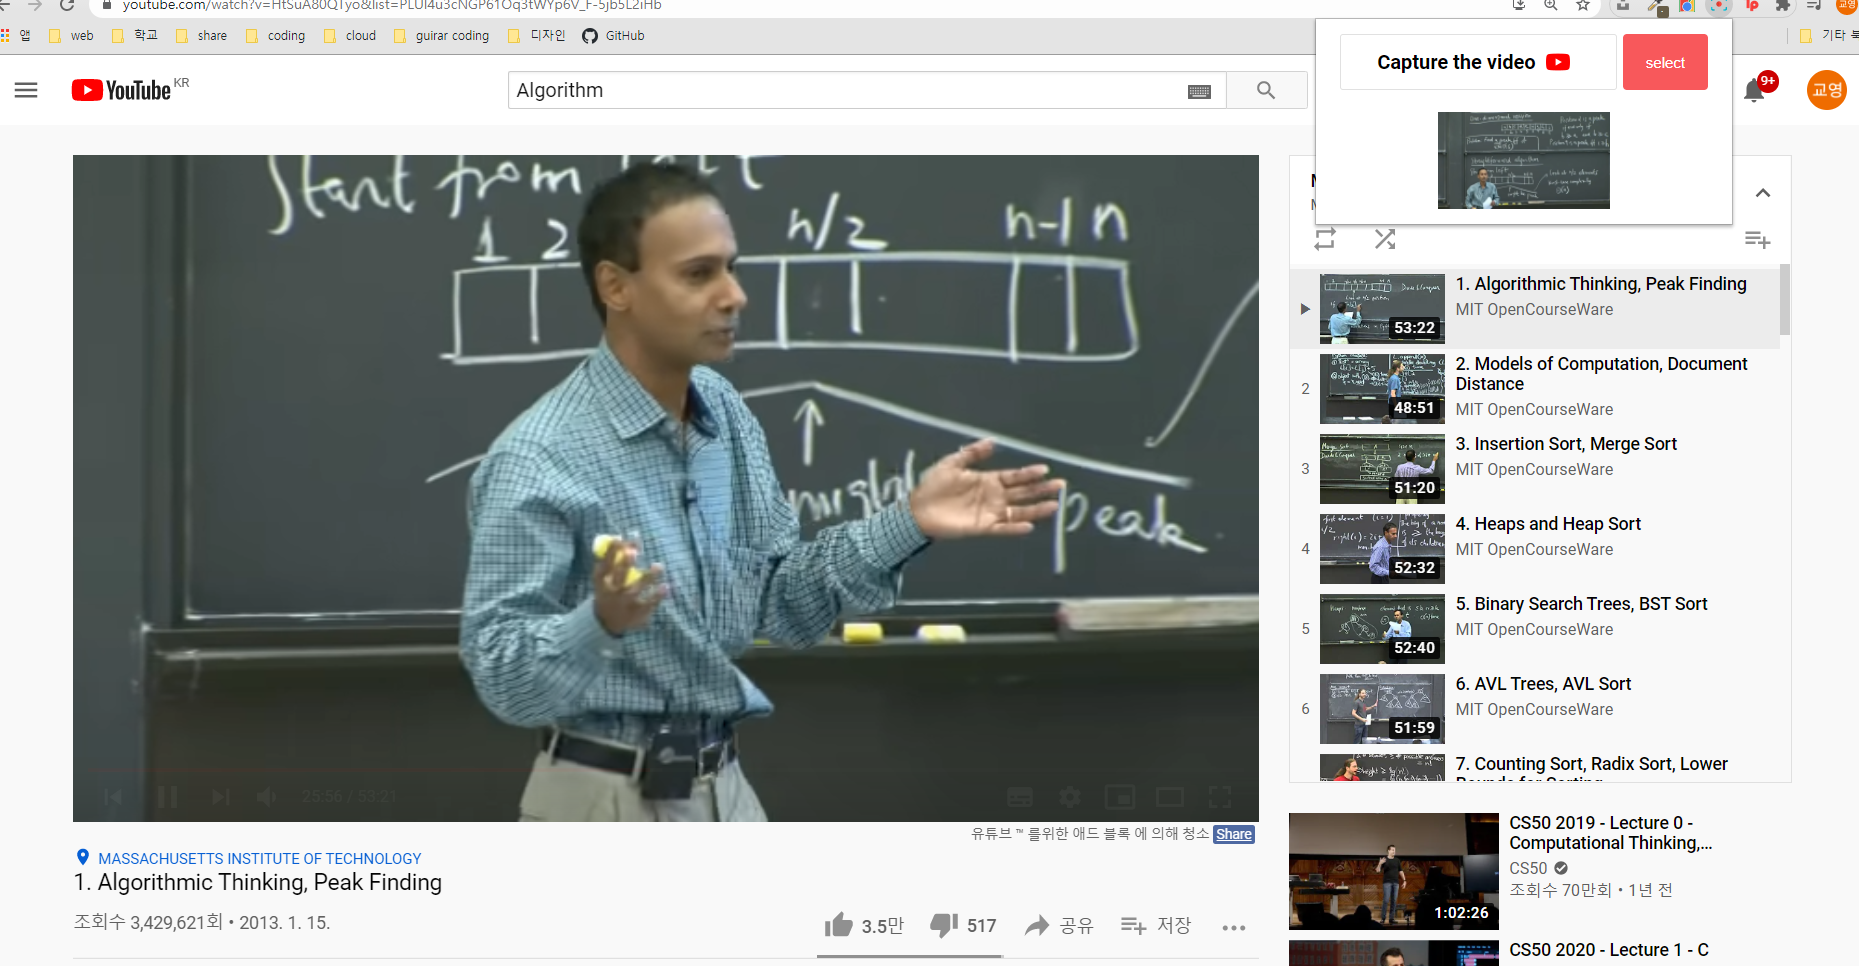 youtube.com/watch?v=HtSuA80QTyo&list=PLUl4u3cNGP61Oq3tWYp6V_F-5jb5L2iHb
앱 web 학교 share coding cloud guirar coding 디자인 GitHub 기타 북
YouTube KR
Algorithm
Capture the video
select
9+
교영
Start from left
1 2 n/2 n-1 n
might
peak
25:56 / 53:21
유튜브 ™ 를위한 애드 블록 에 의해 청소 Share
MASSACHUSETTS INSTITUTE OF TECHNOLOGY
1. Algorithmic Thinking, Peak Finding
조회수 3,429,621회 • 2013. 1. 15.
3.5만 517 공유 저장
53:22
1. Algorithmic Thinking, Peak Finding
MIT OpenCourseWare
2
48:51
2. Models of Computation, Document
Distance
MIT OpenCourseWare
3
51:20
3. Insertion Sort, Merge Sort
MIT OpenCourseWare
4
52:32
4. Heaps and Heap Sort
MIT OpenCourseWare
5
52:40
5. Binary Search Trees, BST Sort
MIT OpenCourseWare
6
51:59
6. AVL Trees, AVL Sort
MIT OpenCourseWare
7. Counting Sort, Radix Sort, Lower
Bounds for Sorting
1:02:26
CS50 2019 - Lecture 0 -
Computational Thinking,...
CS50
조회수 70만회 • 1년 전
CS50 2020 - Lecture 1 - C